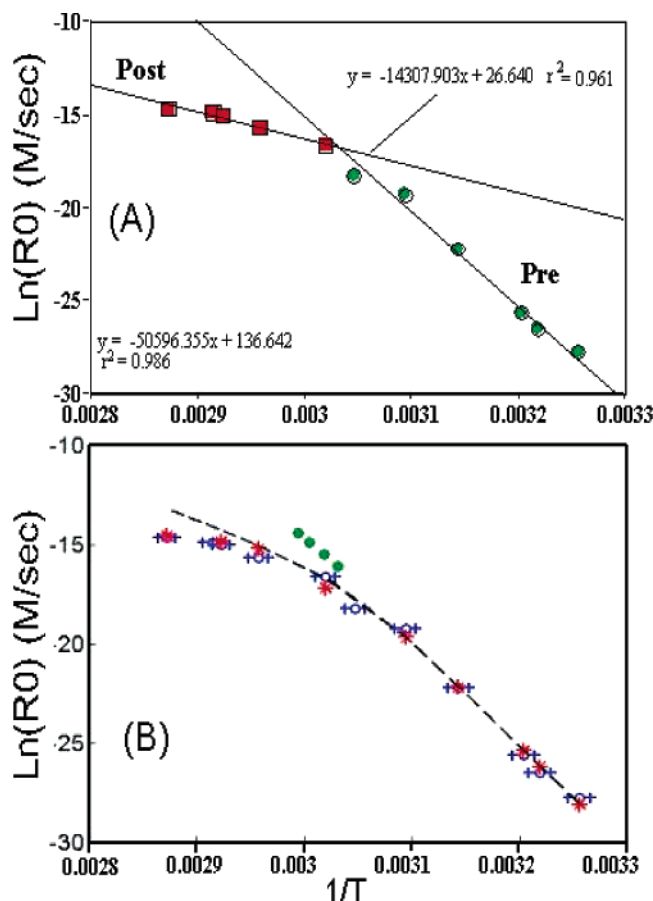 -10
Post
y = -14307.903x + 26.640 r² = 0.961
-15
Ln(R0) (M/sec)
-20
(A)
Pre
-25
y = -50596.355x + 136.642
r² = 0.986
-30
0.0028 0.0029 0.003 0.0031 0.0032 0.0033
-10
-15
Ln(R0) (M/sec)
-20
(B)
-25
-30
0.0028 0.0029 0.003 0.0031 0.0032 0.0033
1/T